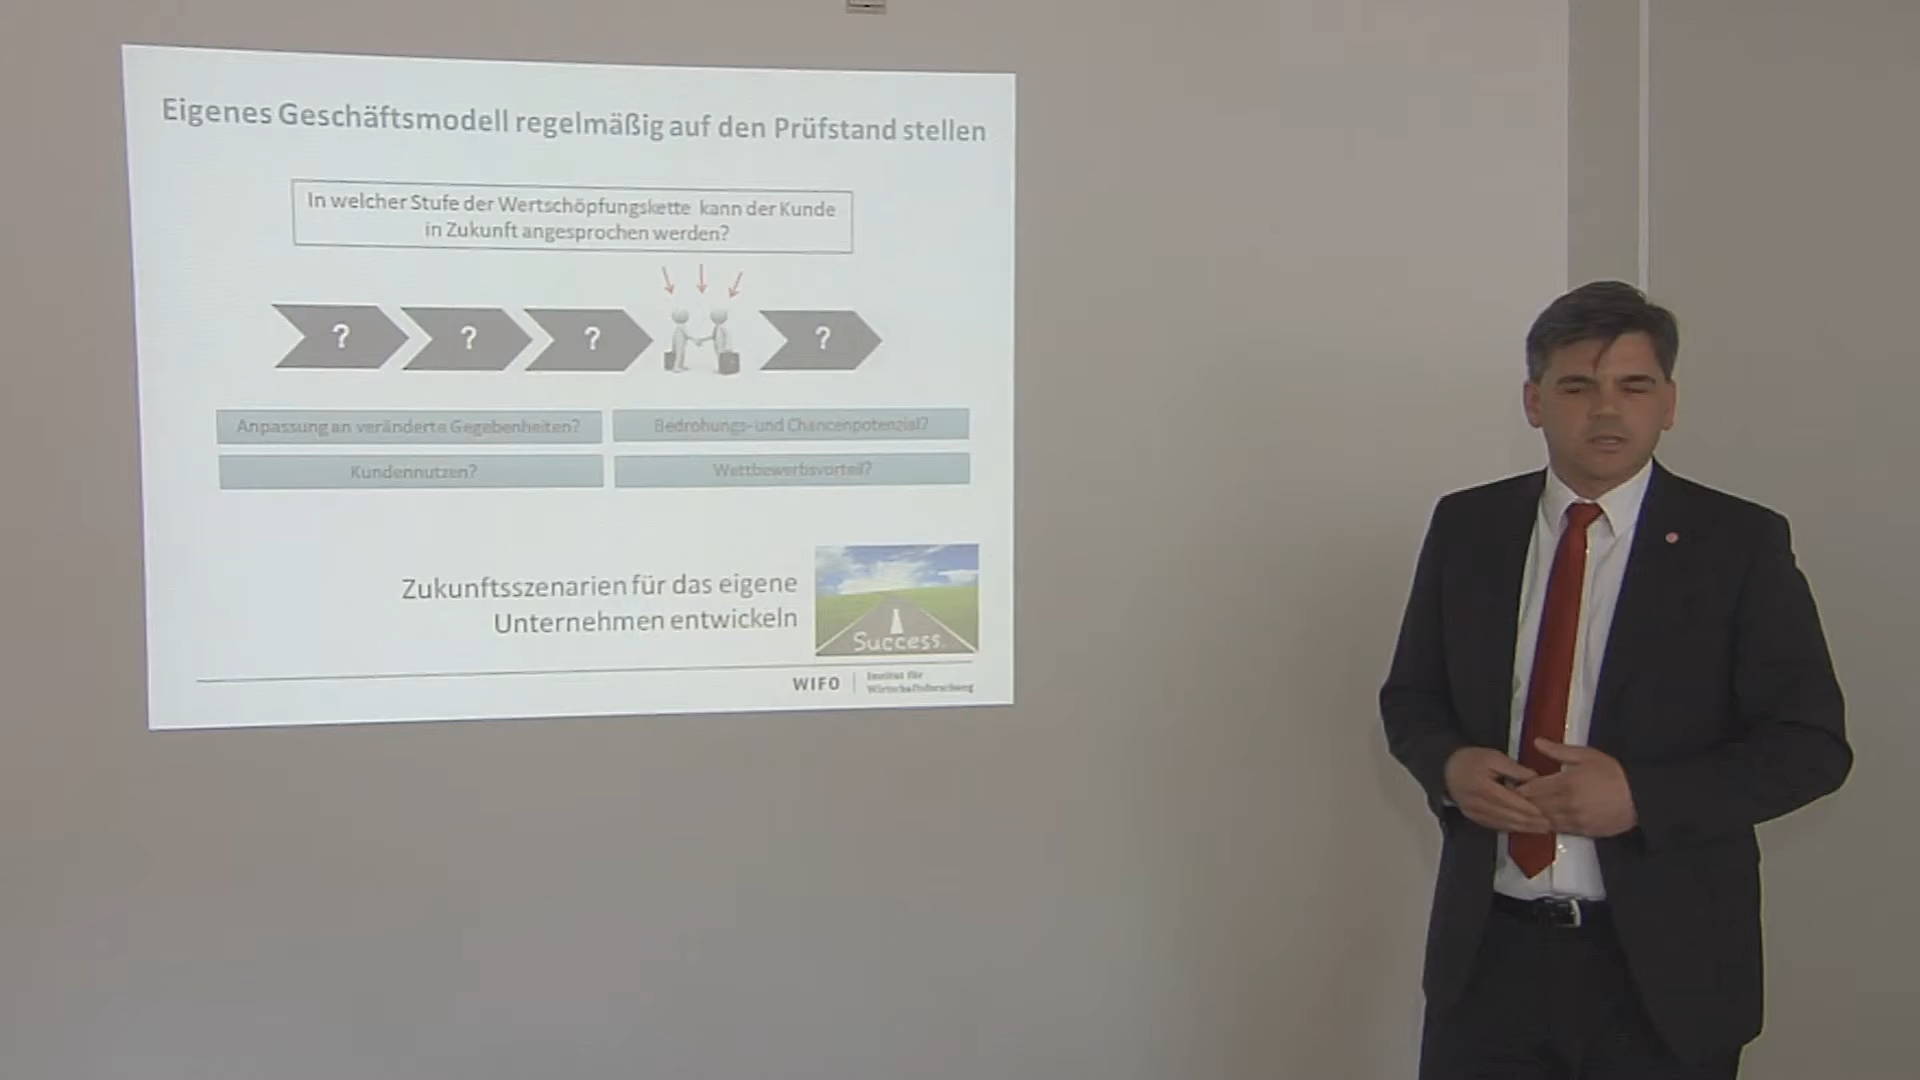 Eigenes Geschäftsmodell regelmäßig auf den Prüfstand stellen
In welcher Stufe der Wertschöpfungskette kann der Kunde
in Zukunft angesprochen werden?
? ? ? ?
Anpassung an veränderte Gegebenheiten?
Bedrohungs- und Chancenpotenzial?
Kundennutzen?
Wettbewerbsvorteil?
Zukunftsszenarien für das eigene
Unternehmen entwickeln
Success
WIFO
Institut für
Wirtschaftsforschung